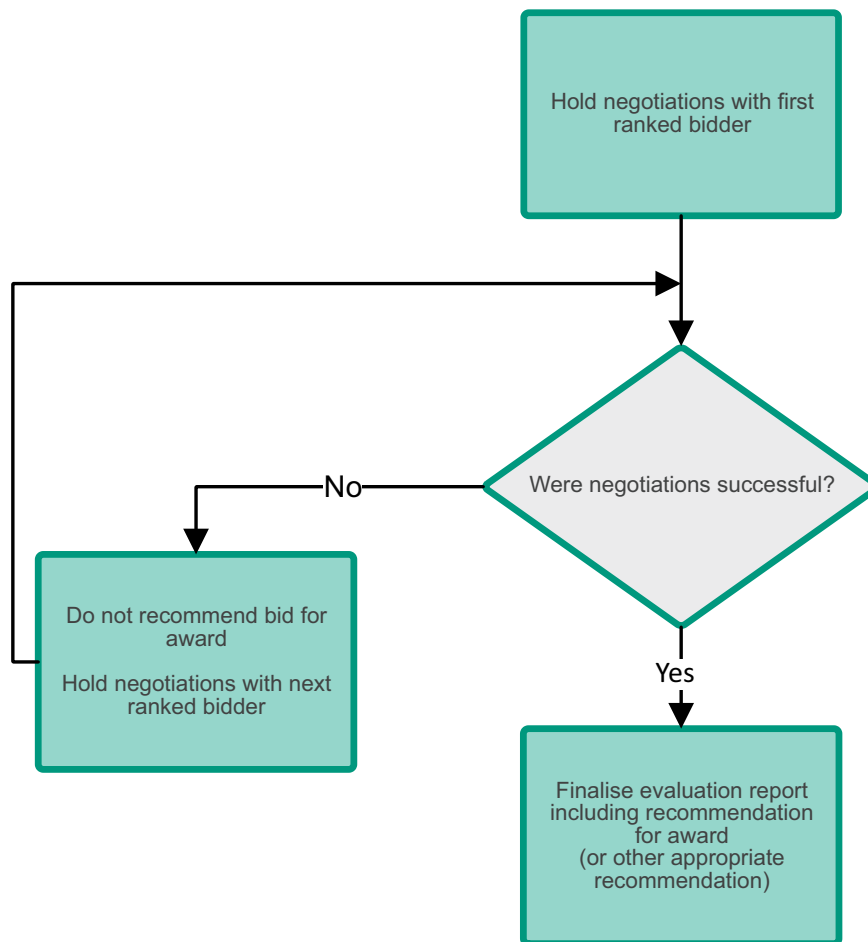 Hold negotiations with first
ranked bidder
Were negotiations successful?
No
Do not recommend bid for
award
Hold negotiations with next
ranked bidder
Yes
Finalise evaluation report
including recommendation
for award
(or other appropriate
recommendation)